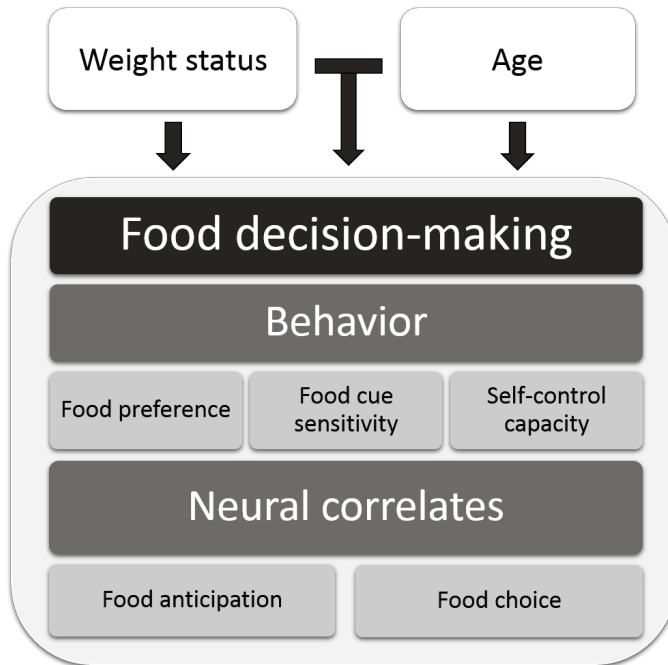 Weight status
Age
Food decision-making
Behavior
Food preference
Food cue
sensitivity
Self-control
capacity
Neural correlates
Food anticipation
Food choice